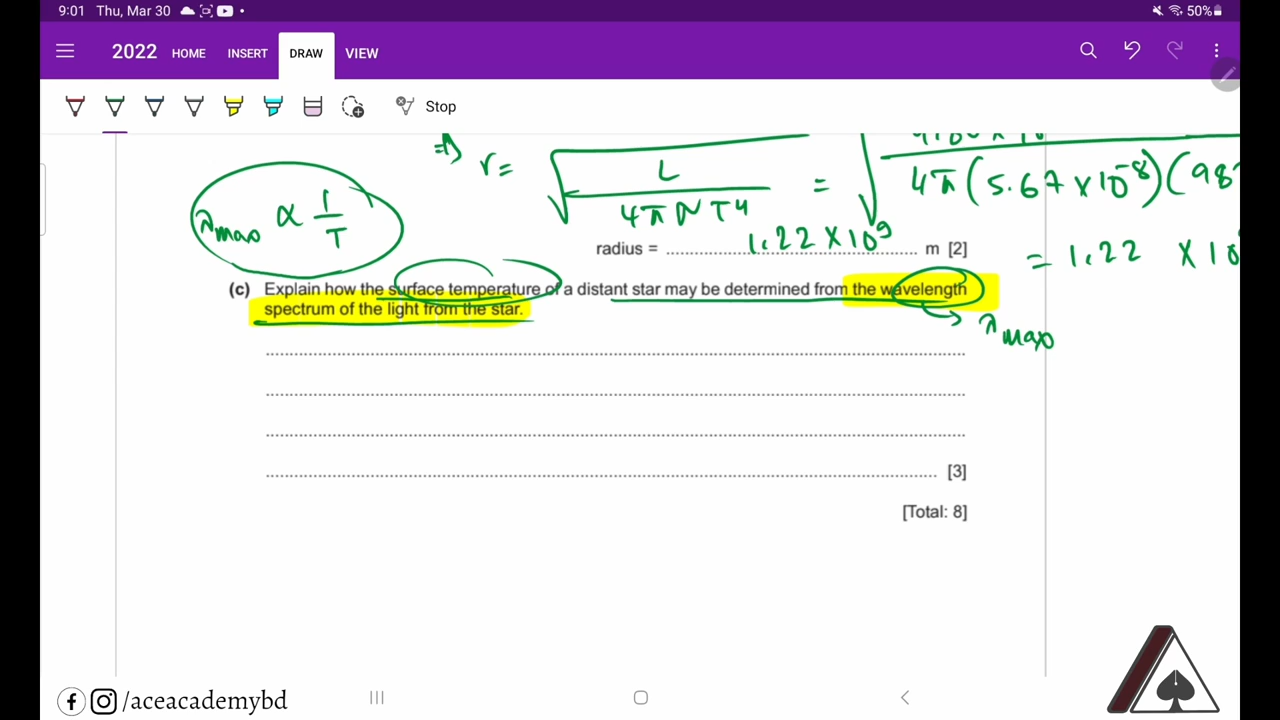 9:01 Thu, Mar 30 50%
2022 HOME INSERT DRAW VIEW
Stop
⇒ r = √(L / 4πσT⁴) = √( / 4π(5.67 × 10⁻⁸)(98
λmax ∝ 1/T
radius = 1.22 × 10⁹ m [2]
= 1.22 × 10
(c) Explain how the surface temperature of a distant star may be determined from the wavelength
spectrum of the light from the star.
λmax
[3]
[Total: 8]
/aceacademybd